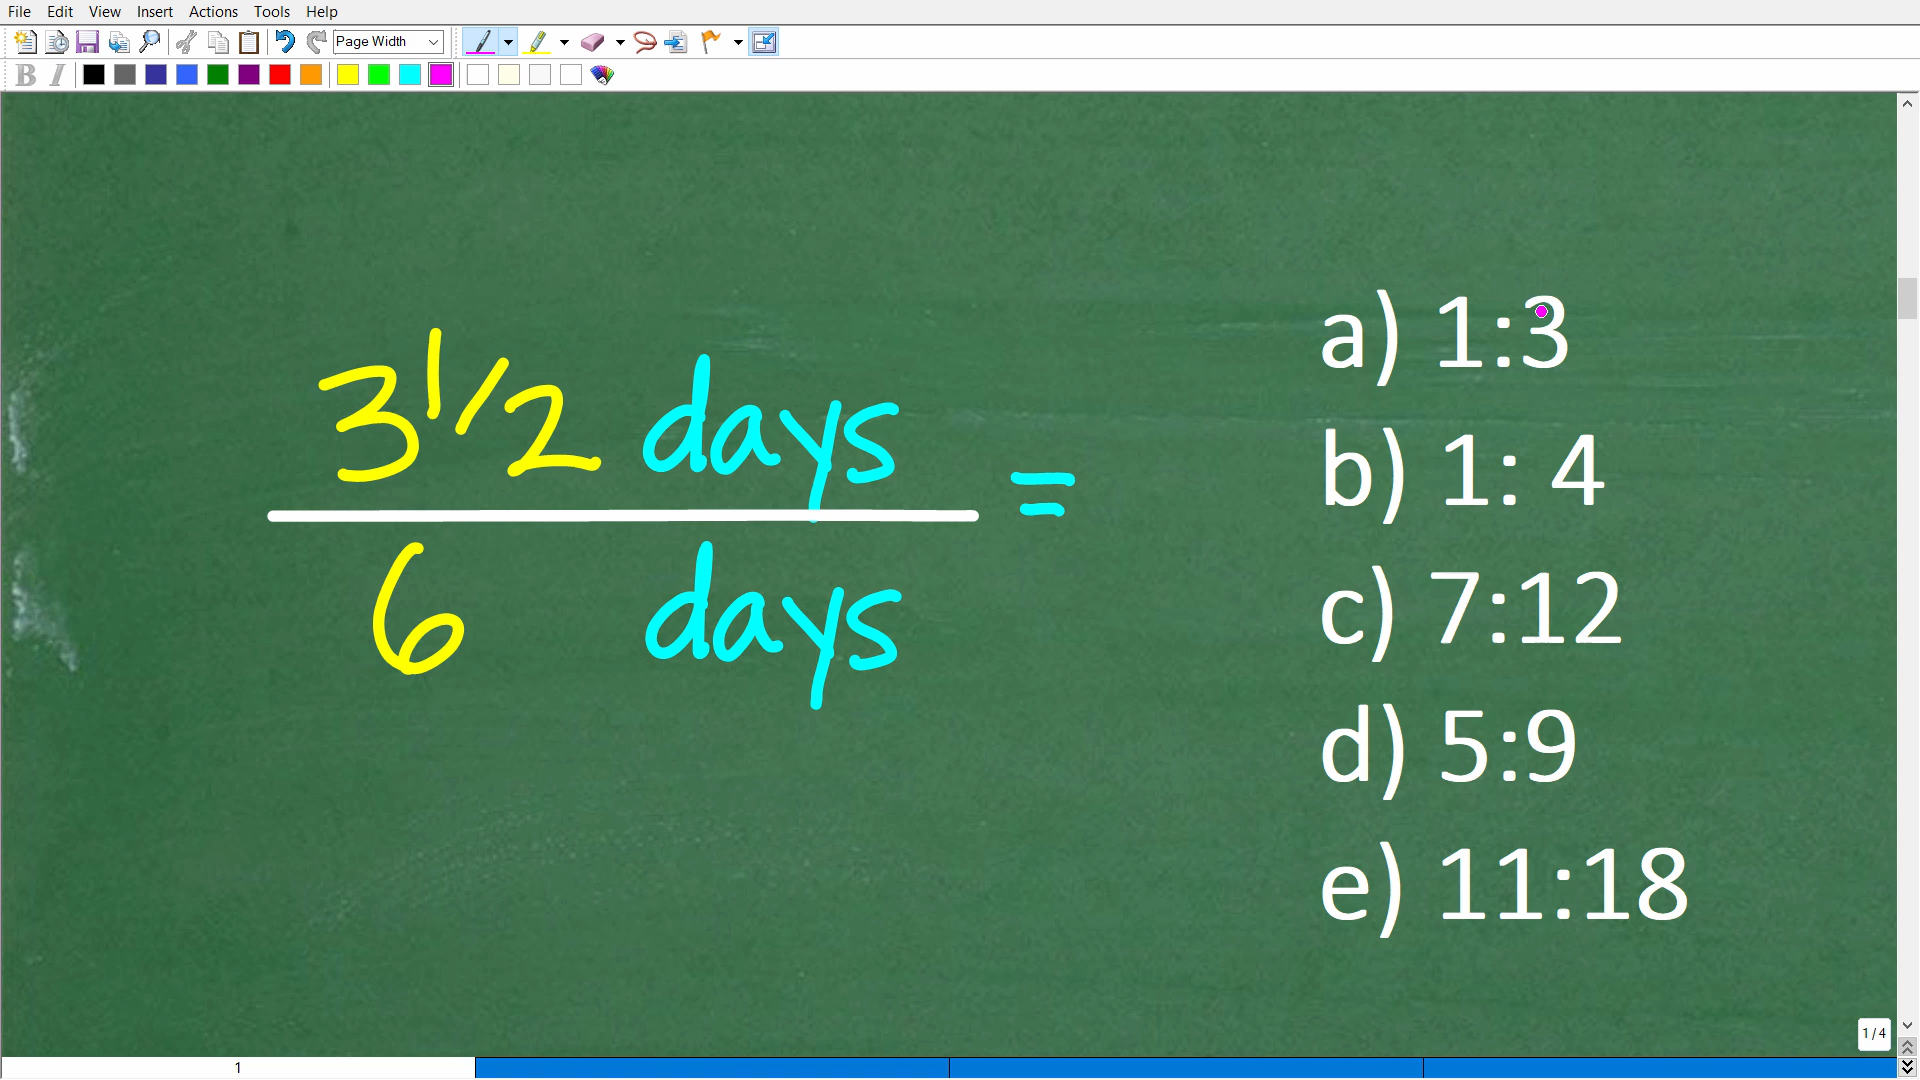 File Edit View Insert Actions Tools Help
Page Width
B I
3 1/2 days
=
6 days
a) 1:3
b) 1: 4
c) 7:12
d) 5:9
e) 11:18
1 / 4
1